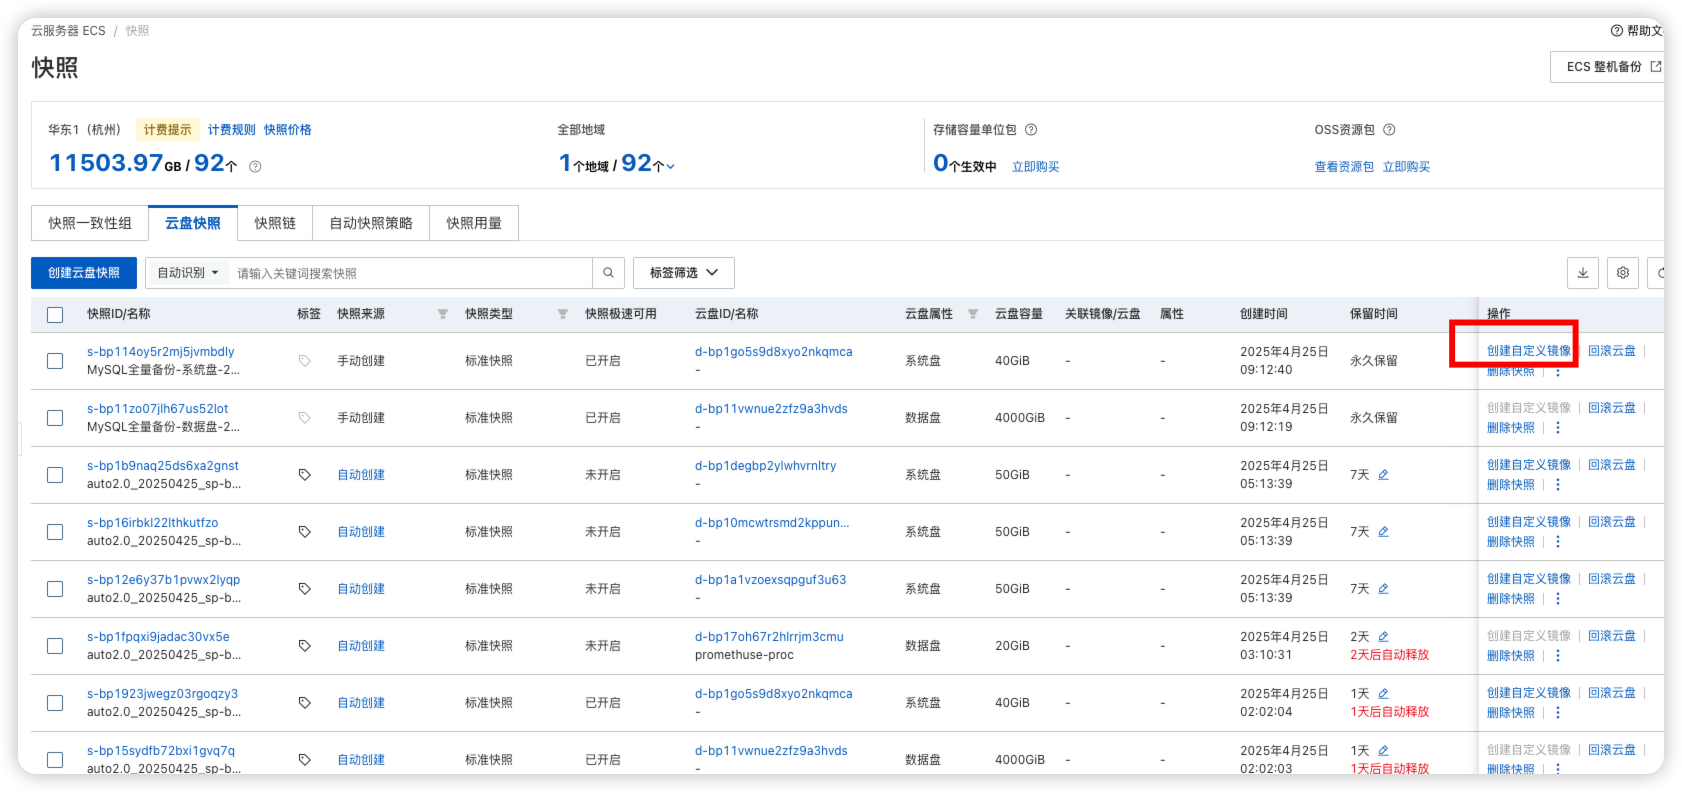 云服务器 ECS / 快照
帮助文
快照
ECS 整机备份
华东1（杭州） 计费提示 计费规则 快照价格
11503.97GB / 92个
全部地域
1个地域 / 92个
存储容量单位包
0个生效中 立即购买
OSS资源包
查看资源包 立即购买
快照一致性组 云盘快照 快照链 自动快照策略 快照用量
创建云盘快照 自动识别 请输入关键词搜索快照 标签筛选
快照ID/名称 标签 快照来源 快照类型 快照极速可用 云盘ID/名称 云盘属性 云盘容量 关联镜像/云盘 属性 创建时间 保留时间 操作
s-bp114oy5r2mj5jvmbdly d-bp1go5s9d8xyo2nkqmca 2025年4月25日 创建自定义镜像 | 回滚云盘 |
手动创建 标准快照 已开启 系统盘 40GiB - - 永久保留
MySQL全量备份-系统盘-2... - 09:12:40 删除快照
s-bp11zo07jlh67us52lot d-bp11vwnue2zfz9a3hvds 2025年4月25日 创建自定义镜像 | 回滚云盘 |
手动创建 标准快照 已开启 数据盘 4000GiB - - 永久保留
MySQL全量备份-数据盘-2... - 09:12:19 删除快照 |
s-bp1b9naq25ds6xa2gnst d-bp1degbp2ylwhvrnltry 2025年4月25日 创建自定义镜像 | 回滚云盘 |
自动创建 标准快照 未开启 系统盘 50GiB - - 7天
auto2.0_20250425_sp-b... - 05:13:39 删除快照 |
s-bp16irbkl22lthkutfzo d-bp10mcwtrsmd2kppun... 2025年4月25日 创建自定义镜像 | 回滚云盘 |
自动创建 标准快照 未开启 系统盘 50GiB - - 7天
auto2.0_20250425_sp-b... - 05:13:39 删除快照 |
s-bp12e6y37b1pvwx2lyqp d-bp1a1vzoexsqpguf3u63 2025年4月25日 创建自定义镜像 | 回滚云盘 |
自动创建 标准快照 未开启 系统盘 50GiB - - 7天
auto2.0_20250425_sp-b... - 05:13:39 删除快照 |
s-bp1fpqxi9jadac30vx5e d-bp17oh67r2hlrrjm3cmu 2025年4月25日 2天 创建自定义镜像 | 回滚云盘 |
自动创建 标准快照 未开启 数据盘 20GiB - -
auto2.0_20250425_sp-b... promethuse-proc 03:10:31 2天后自动释放 删除快照 |
s-bp1923jwegz03rgoqzy3 d-bp1go5s9d8xyo2nkqmca 2025年4月25日 1天 创建自定义镜像 | 回滚云盘 |
自动创建 标准快照 已开启 系统盘 40GiB - -
auto2.0_20250425_sp-b... - 02:02:04 1天后自动释放 删除快照 |
s-bp15sydfb72bxi1gvq7q d-bp11vwnue2zfz9a3hvds 2025年4月25日 1天 创建自定义镜像 | 回滚云盘 |
自动创建 标准快照 已开启 数据盘 4000GiB - -
auto2.0_20250425_sp-b... - 02:02:03 1天后自动释放 删除快照 |